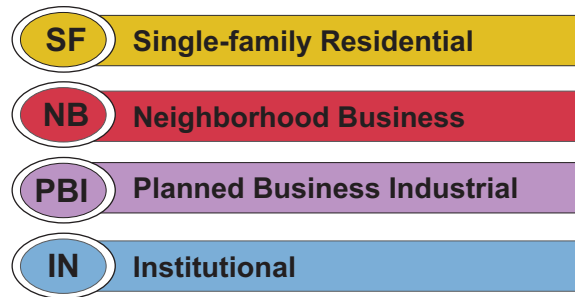 SF Single-family Residential
NB Neighborhood Business
PBI Planned Business Industrial
IN Institutional